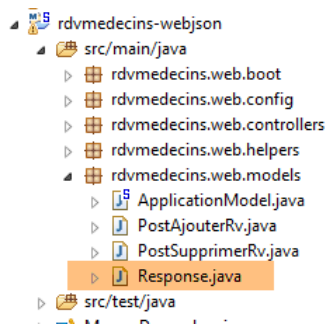 rdvmedecins-webjson
src/main/java
rdvmedecins.web.boot
rdvmedecins.web.config
rdvmedecins.web.controllers
rdvmedecins.web.helpers
rdvmedecins.web.models
ApplicationModel.java
PostAjouterRv.java
PostSupprimerRv.java
Response.java
src/test/java